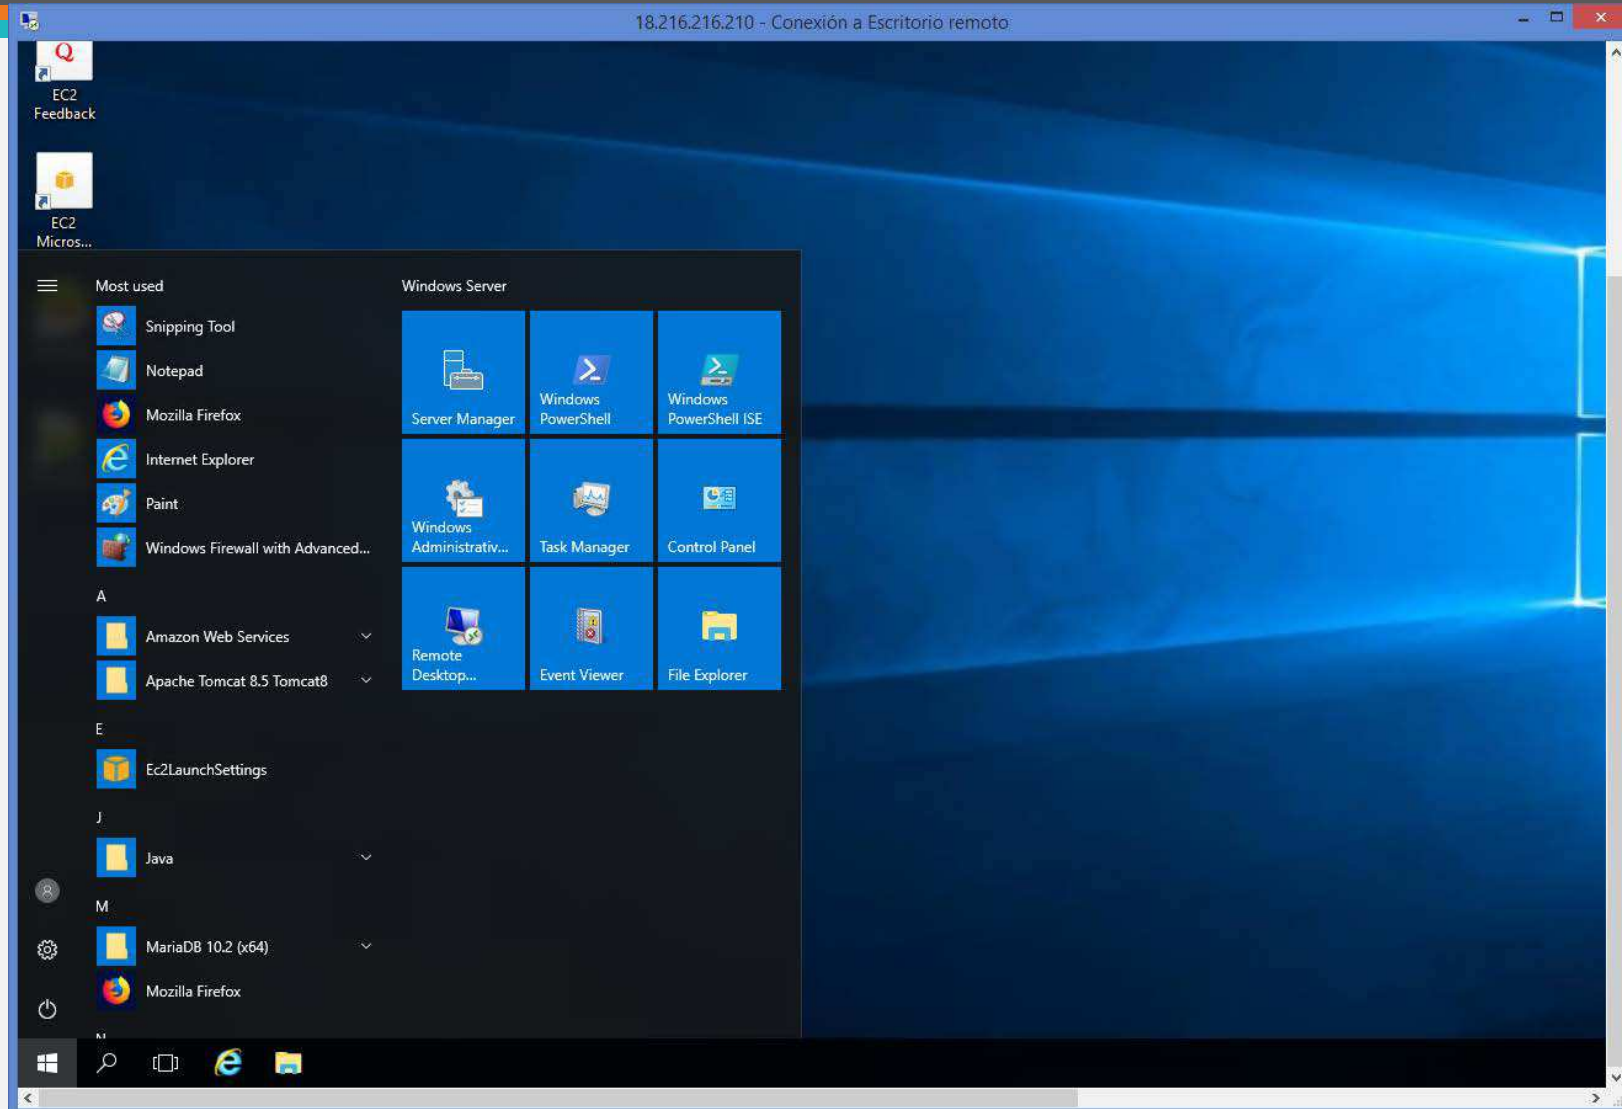 18.216.216.210 - Conexión a Escritorio remoto
EC2
Feedback
EC2
Micros...
Most used
Snipping Tool
Notepad
Mozilla Firefox
Internet Explorer
Paint
Windows Firewall with Advanced...
A
Amazon Web Services
Apache Tomcat 8.5 Tomcat8
E
Ec2LaunchSettings
J
Java
M
MariaDB 10.2 (x64)
Mozilla Firefox
N
Windows Server
Server Manager
Windows
PowerShell
Windows
PowerShell ISE
Windows
Administrativ...
Task Manager
Control Panel
Remote
Desktop...
Event Viewer
File Explorer